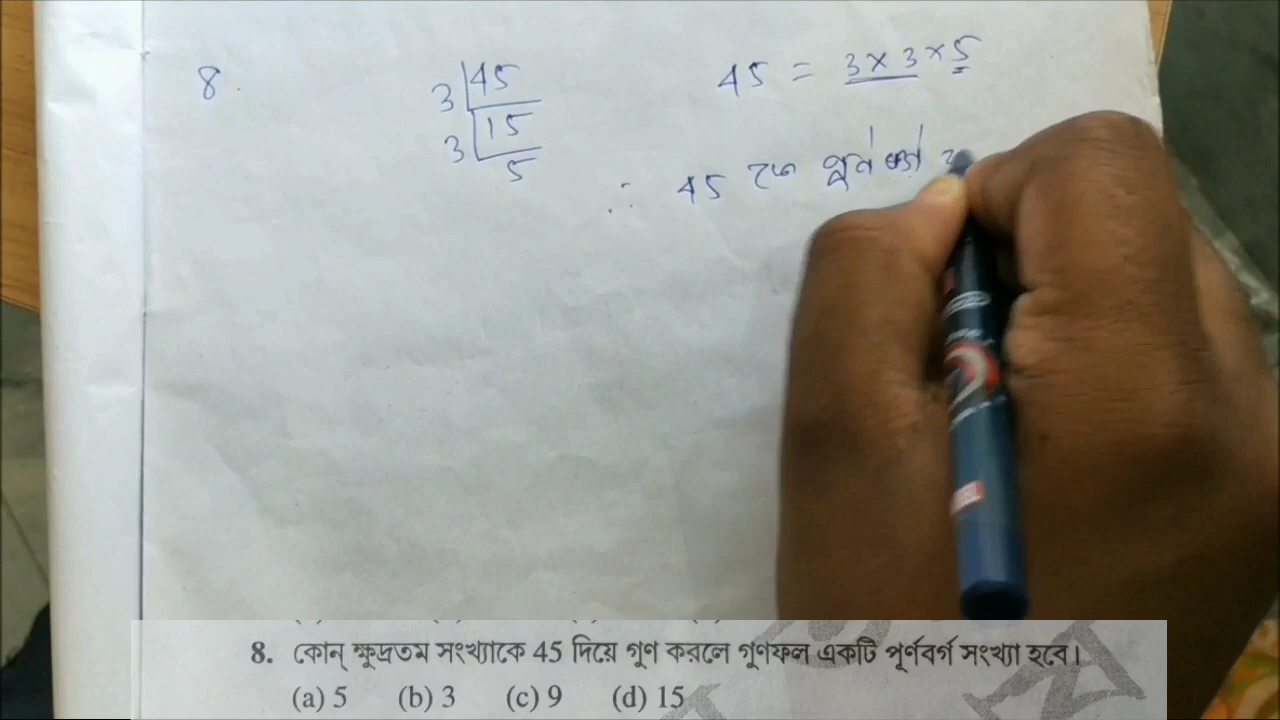 8.
3 | 45
3 | 15
5
45 = 3 × 3 × 5
∴ 45 কে পূর্ণ বর্গ
8. কোন্ ক্ষুদ্রতম সংখ্যাকে 45 দিয়ে গুণ করলে গুণফল একটি পূর্ণবর্গ সংখ্যা হবে।
(a) 5 (b) 3 (c) 9 (d) 15